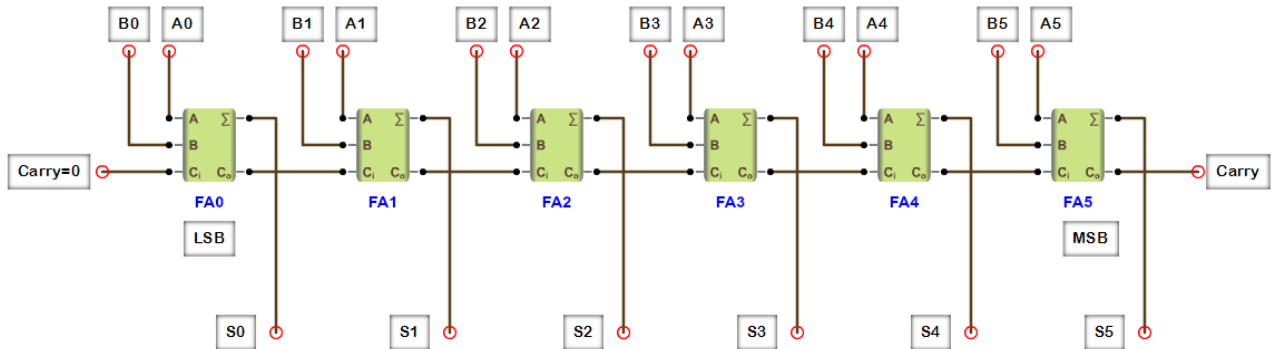 B0 A0 B1 A1 B2 A2 B3 A3 B4 A4 B5 A5
A Σ A Σ A Σ A Σ A Σ A Σ
B B B B B B
Carry=0 Ci Co Ci Co Ci Co Ci Co Ci Co Ci Co Carry
FA0 FA1 FA2 FA3 FA4 FA5
LSB MSB
S0 S1 S2 S3 S4 S5